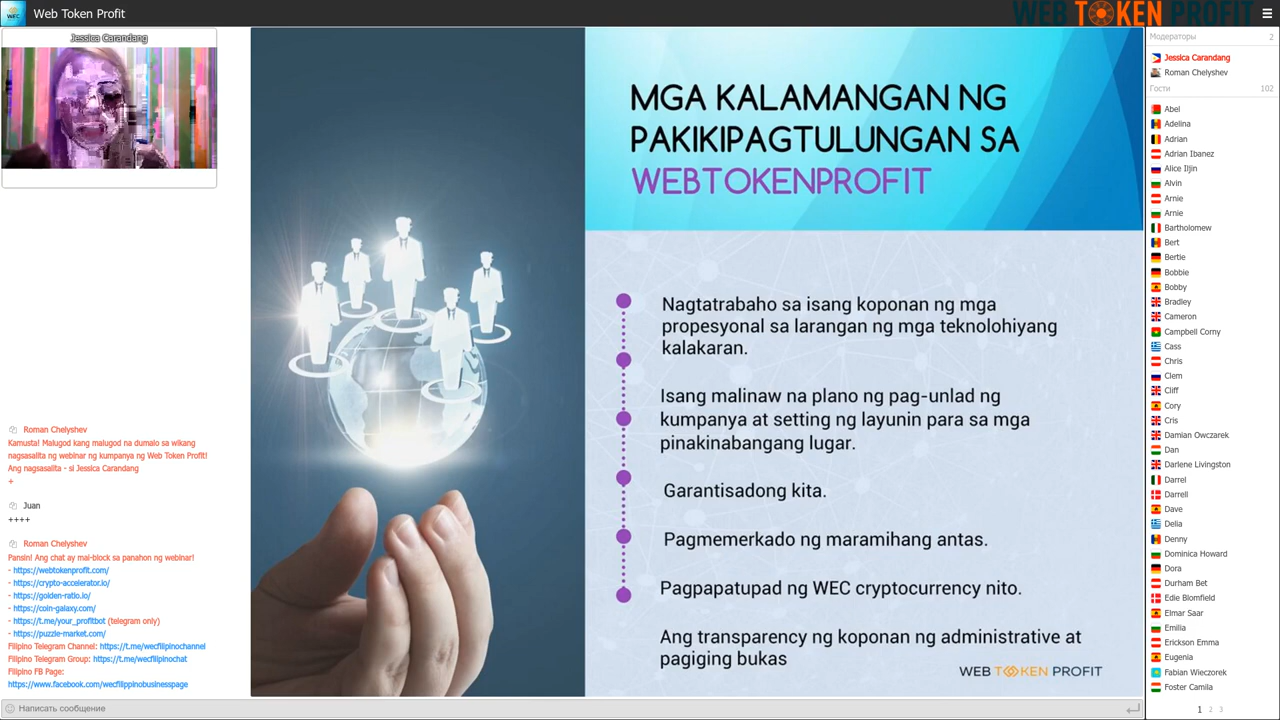 WEC
Web Token Profit
WEB TOKEN PROFIT
Jessica Carandang
MGA KALAMANGAN NG
PAKIKIPAGTULUNGAN SA
WEBTOKENPROFIT
Nagtatrabaho sa isang koponan ng mga
propesyonal sa larangan ng mga teknolohiyang
kalakaran.
Isang malinaw na plano ng pag-unlad ng
kumpanya at setting ng layunin para sa mga
pinakinabangang lugar.
Garantisadong kita.
Pagmemerkado ng maramihang antas.
Pagpapatupad ng WEC cryptocurrency nito.
Ang transparency ng koponan ng administrative at
pagiging bukas
WEB TOKEN PROFIT
Roman Chelyshev
Kamusta! Malugod kang malugod na dumalo sa wikang
nagsasalita ng webinar ng kumpanya ng Web Token Profit!
Ang nagsasalita - si Jessica Carandang
+
Juan
++++
Roman Chelyshev
Pansin! Ang chat ay mai-block sa panahon ng webinar!
- https://webtokenprofit.com/
- https://crypto-accelerator.io/
- https://golden-ratio.io/
- https://coin-galaxy.com/
- https://t.me/your_profitbot (telegram only)
- https://puzzle-market.com/
Filipino Telegram Channel: https://t.me/wecfilipinochannel
Filipino Telegram Group: https://t.me/wecfilipinochat
Filipino FB Page:
https://www.facebook.com/wecfilippinobusinesspage
Написать сообщение
Модераторы 2
Jessica Carandang
Roman Chelyshev
Гости 102
Abel
Adelina
Adrian
Adrian Ibanez
Alice Iljin
Alvin
Arnie
Arnie
Bartholomew
Bert
Bertie
Bobbie
Bobby
Bradley
Cameron
Campbell Corny
Cass
Chris
Clem
Cliff
Cory
Cris
Damian Owczarek
Dan
Darlene Livingston
Darrel
Darrell
Dave
Delia
Denny
Dominica Howard
Dora
Durham Bet
Edie Blomfield
Elmar Saar
Emilia
Erickson Emma
Eugenia
Fabian Wieczorek
Foster Camila
1 2 3